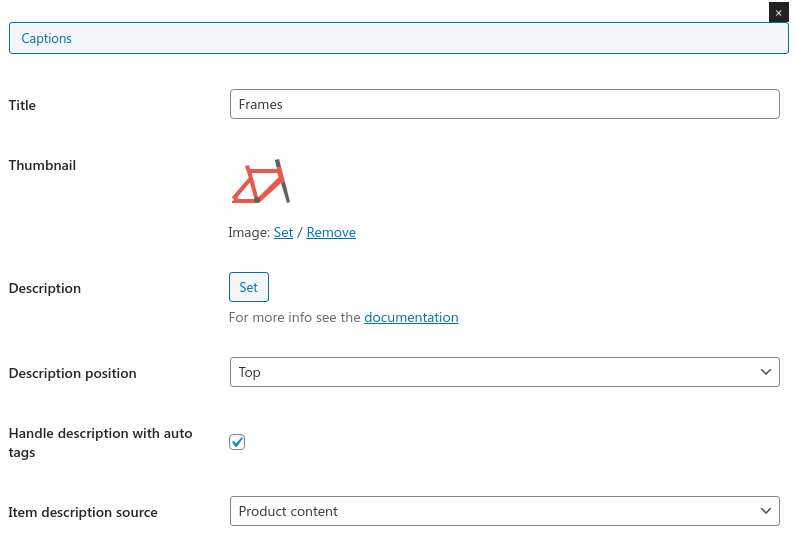 ×
Captions
Title
Frames
Thumbnail
Image: Set / Remove
Description
Set
For more info see the documentation
Description position
Top
Handle description with auto
tags
Item description source
Product content